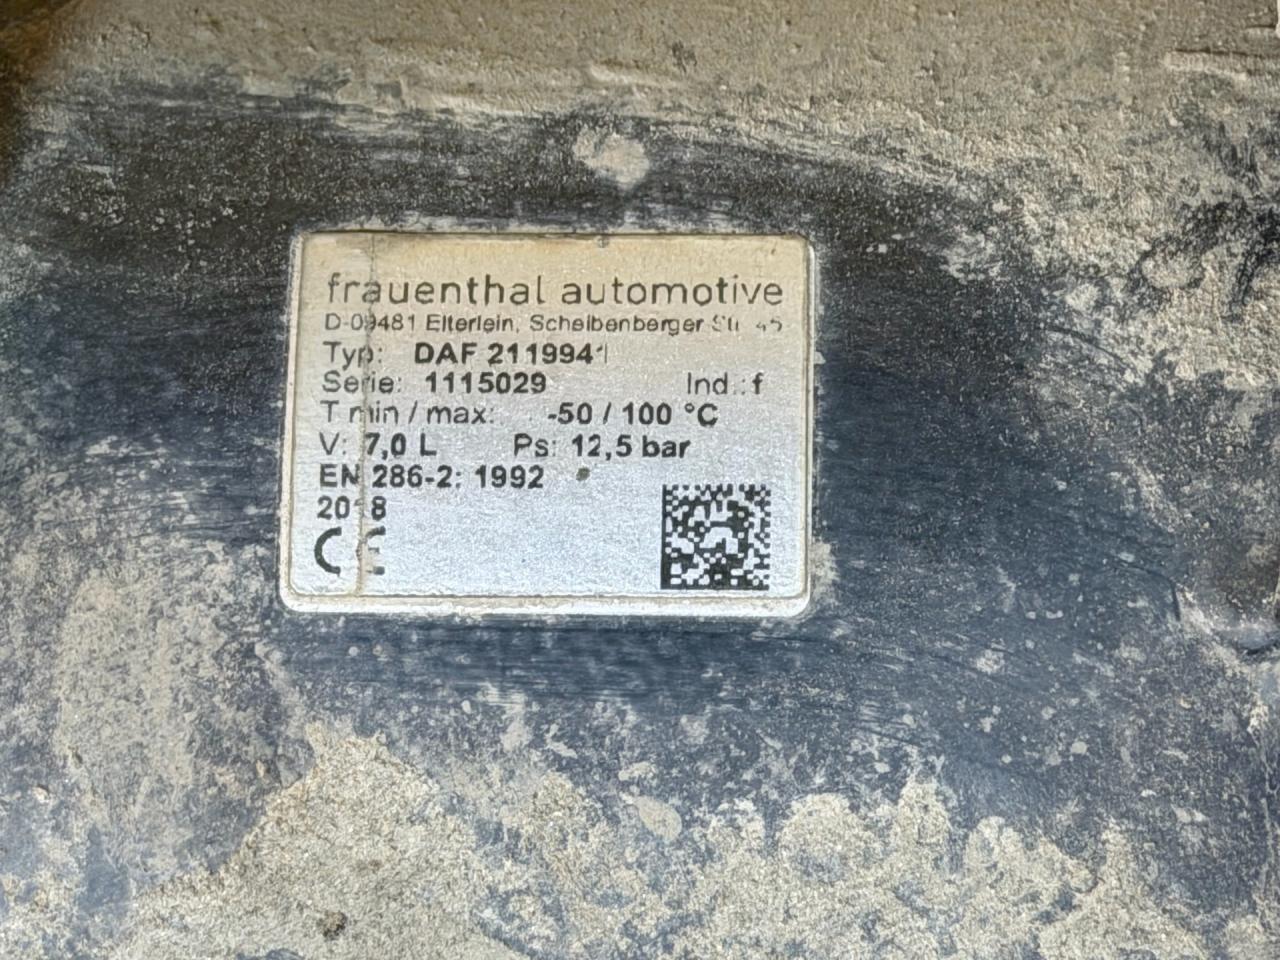 frauenthal automotive
D-09481 Elterlein, Scheibenberger Str. 45
Typ: DAF 2119941
Serie: 1115029 Ind.: f
T min / max: -50 / 100 °C
V: 7,0 L Ps: 12,5 bar
EN 286-2: 1992
2018
CE